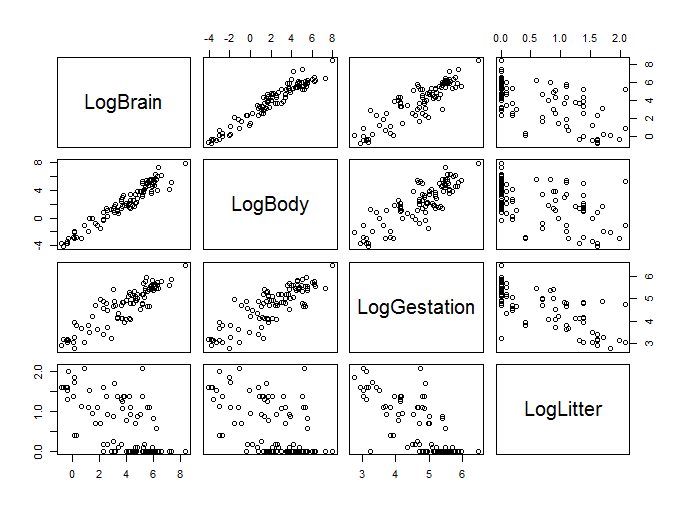 -4 -2 0 2 4 6 8
0.0 0.5 1.0 1.5 2.0
LogBrain
0 2 4 6 8
-4 0 4 8
LogBody
LogGestation
3 4 5 6
0.0 1.0 2.0
LogLitter
0 2 4 6 8
3 4 5 6